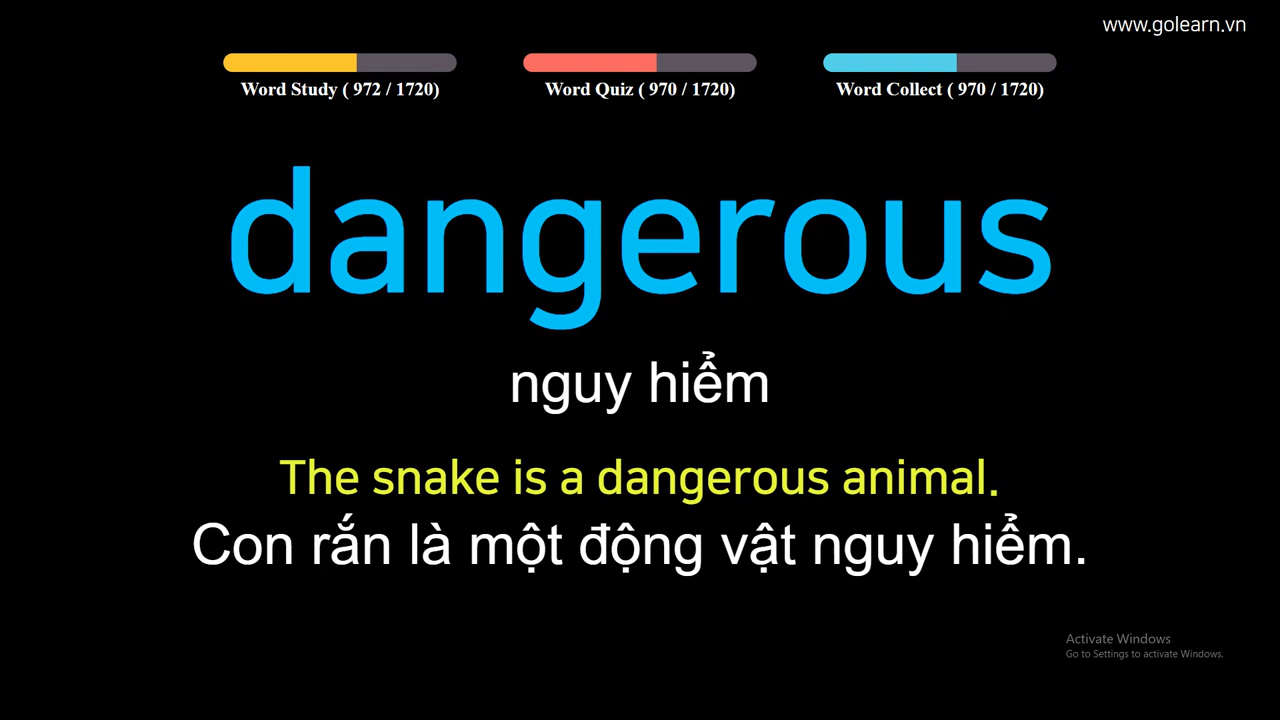 www.golearn.vn
Word Study ( 972 / 1720)
Word Quiz ( 970 / 1720)
Word Collect ( 970 / 1720)
dangerous
nguy hiểm
The snake is a dangerous animal.
Con rắn là một động vật nguy hiểm.
Activate Windows
Go to Settings to activate Windows.